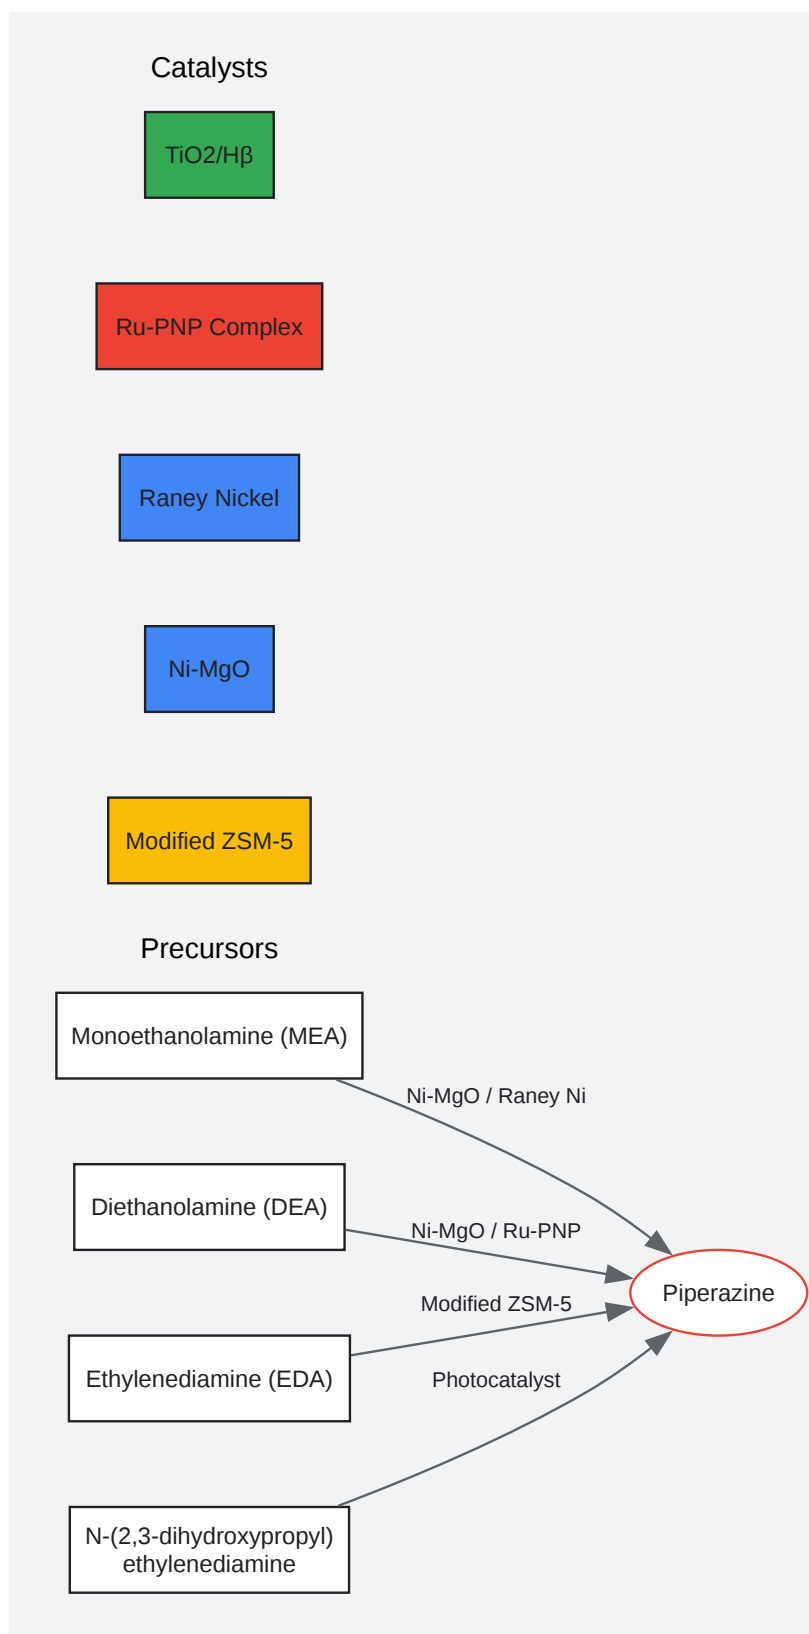 Catalysts
TiO2/Hβ
Ru-PNP Complex
Raney Nickel
Ni-MgO
Modified ZSM-5
Precursors
Monoethanolamine (MEA)
Ni-MgO / Raney Ni
Diethanolamine (DEA)
Ni-MgO / Ru-PNP
Piperazine
Modified ZSM-5
Ethylenediamine (EDA)
Photocatalyst
N-(2,3-dihydroxypropyl)
ethylenediamine